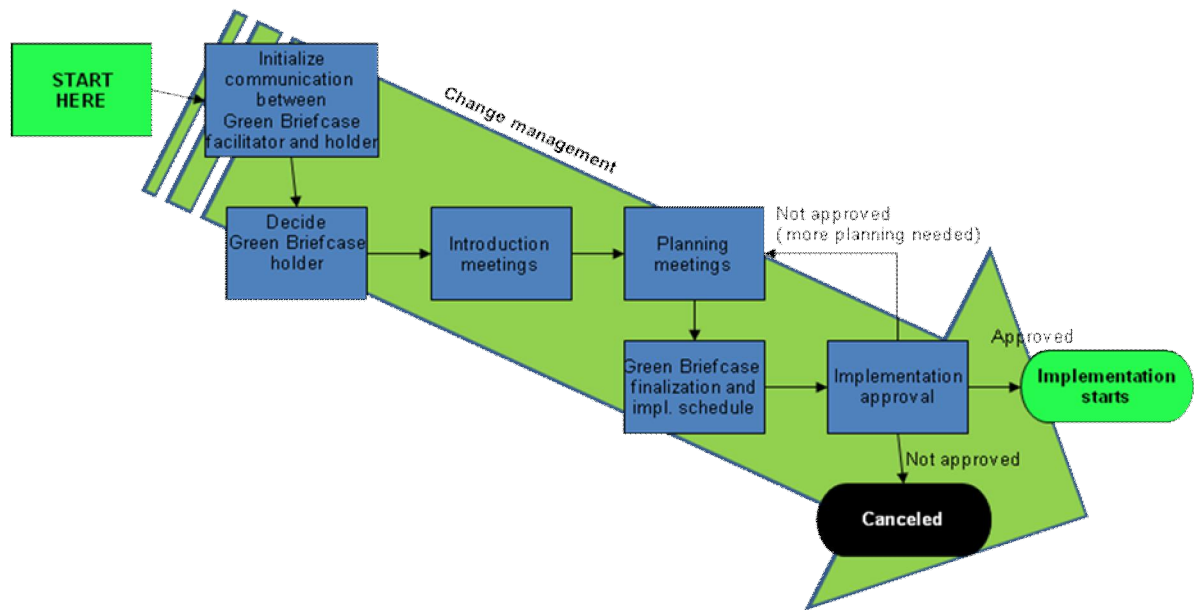 START
HERE
Initialize
communication
between
Green Briefcase
facilitator and holder
Change management
Decide
Green Briefcase
holder
Introduction
meetings
Planning
meetings
Not approved
(more planning needed)
Green Briefcase
finalization and
impl. schedule
Implementation
approval
Approved
Implementation
starts
Not approved
Canceled